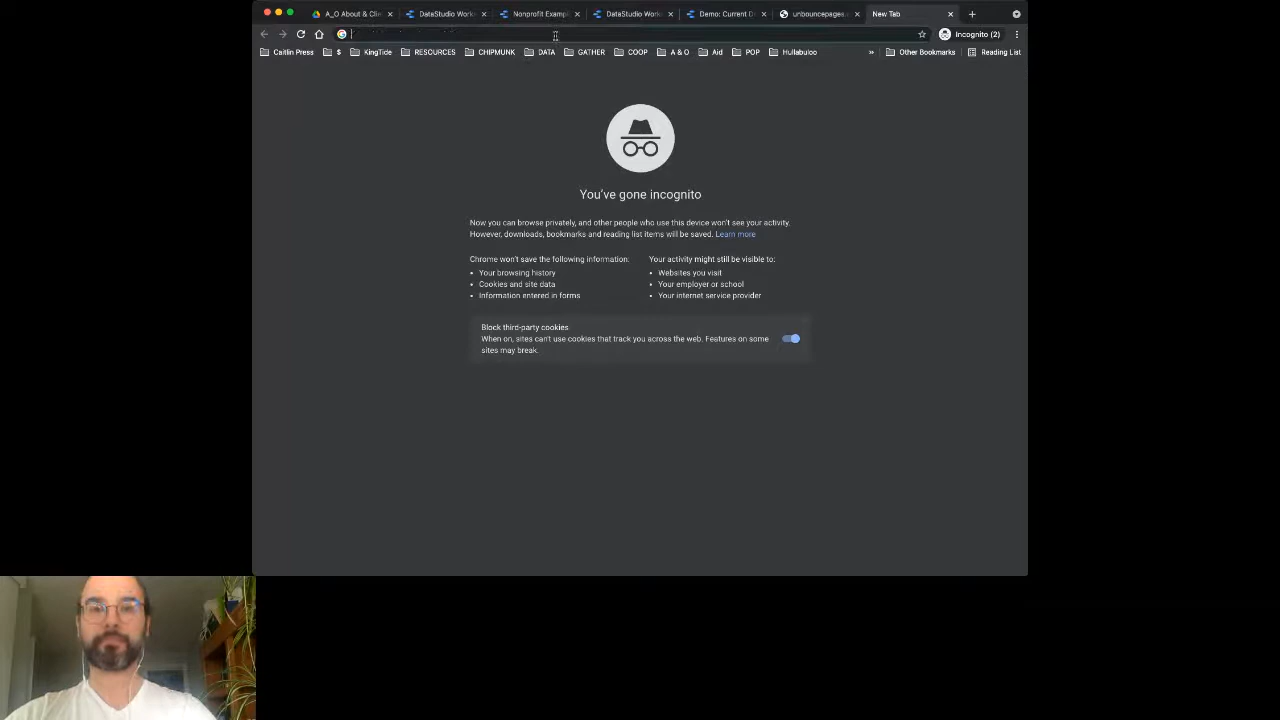 A_O About & Clie
DataStudio Work
Nonprofit Exampl
DataStudio Work
Demo: Current D
unbouncepages.
New Tab
Incognito (2)
Caitlin Press
$
KingTide
RESOURCES
CHIPMUNK
DATA
GATHER
COOP
A & O
Aid
POP
Hullabuloo
»
Other Bookmarks
Reading List
You've gone incognito
Now you can browse privately, and other people who use this device won't see your activity.
However, downloads, bookmarks and reading list items will be saved. Learn more
Chrome won't save the following information:
• Your browsing history
• Cookies and site data
• Information entered in forms
Your activity might still be visible to:
• Websites you visit
• Your employer or school
• Your internet service provider
Block third-party cookies
When on, sites can't use cookies that track you across the web. Features on some
sites may break.